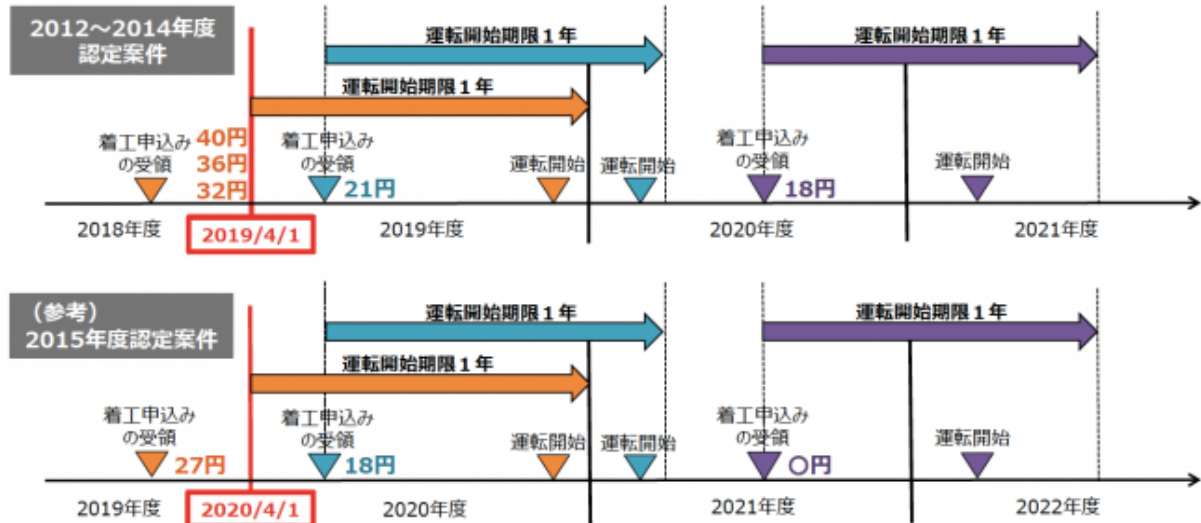 2012～2014年度
認定案件
運転開始期限１年
運転開始期限１年
運転開始期限１年
着工申込み
の受領
40円
36円
32円
着工申込み
の受領
21円
運転開始
運転開始
着工申込み
の受領
18円
運転開始
2018年度
2019/4/1
2019年度
2020年度
2021年度
（参考）
2015年度認定案件
運転開始期限１年
運転開始期限１年
運転開始期限１年
着工申込み
の受領
27円
着工申込み
の受領
18円
運転開始
運転開始
着工申込み
の受領
〇円
運転開始
2019年度
2020/4/1
2020年度
2021年度
2022年度